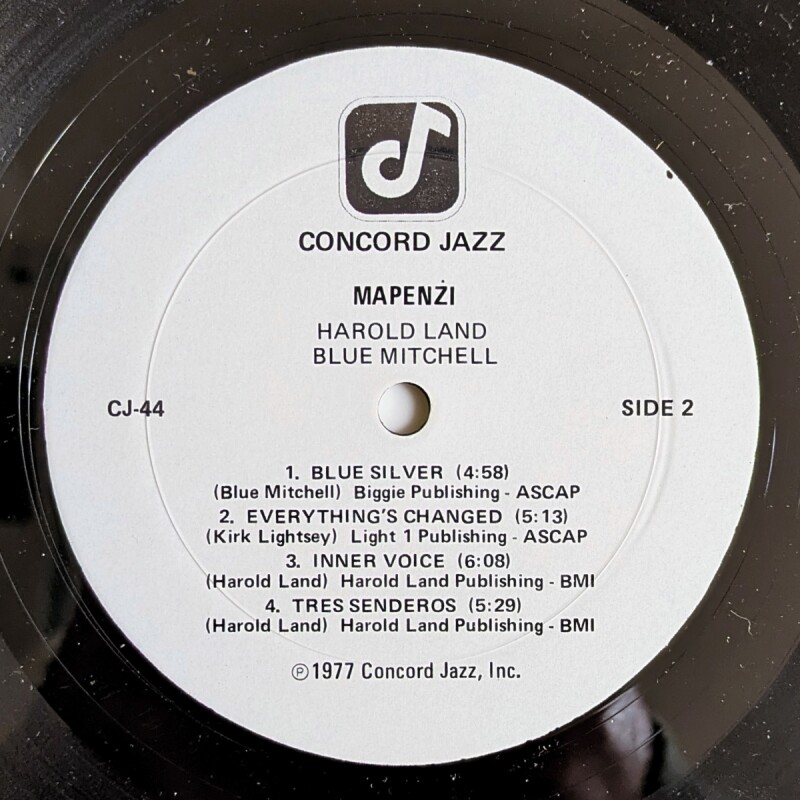 CONCORD JAZZ
MAPENŻI
HAROLD LAND
BLUE MITCHELL
CJ-44
SIDE 2
1. BLUE SILVER (4:58)
(Blue Mitchell) Biggie Publishing - ASCAP
2. EVERYTHING'S CHANGED (5:13)
(Kirk Lightsey) Light 1 Publishing - ASCAP
3. INNER VOICE (6:08)
(Harold Land) Harold Land Publishing - BMI
4. TRES SENDEROS (5:29)
(Harold Land) Harold Land Publishing - BMI
℗1977 Concord Jazz, Inc.